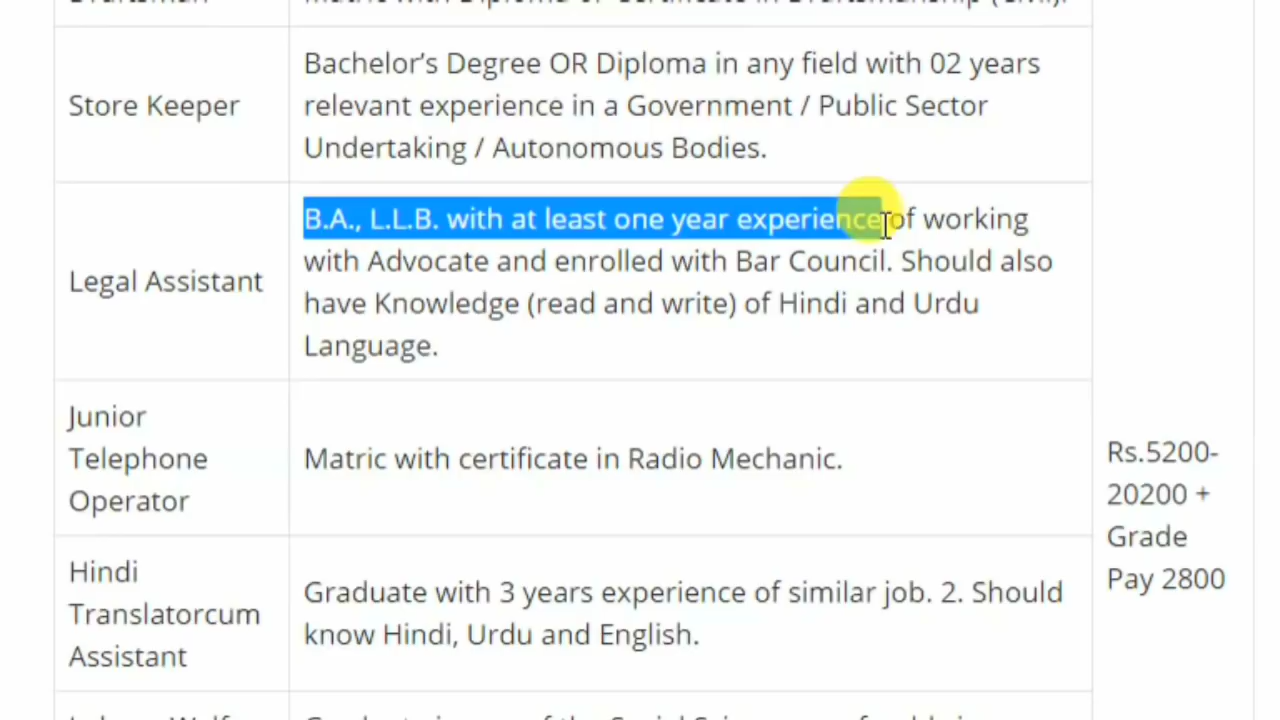 Store Keeper
Bachelor’s Degree OR Diploma in any field with 02 years
relevant experience in a Government / Public Sector
Undertaking / Autonomous Bodies.
Legal Assistant
B.A., L.L.B. with at least one year experience of working
with Advocate and enrolled with Bar Council. Should also
have Knowledge (read and write) of Hindi and Urdu
Language.
Junior
Telephone
Operator
Matric with certificate in Radio Mechanic.
Hindi
Translatorcum
Assistant
Graduate with 3 years experience of similar job. 2. Should
know Hindi, Urdu and English.
Rs.5200-
20200 +
Grade
Pay 2800